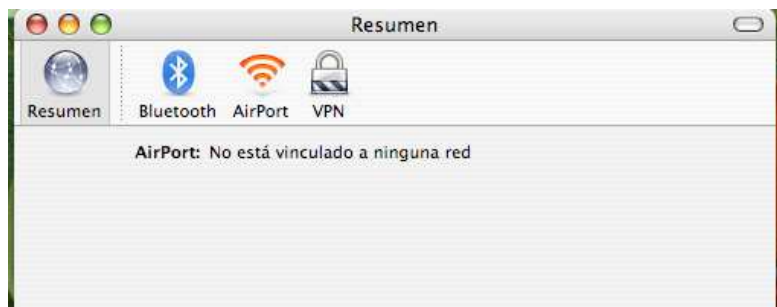 Resumen
Resumen Bluetooth AirPort VPN
AirPort: No está vinculado a ninguna red